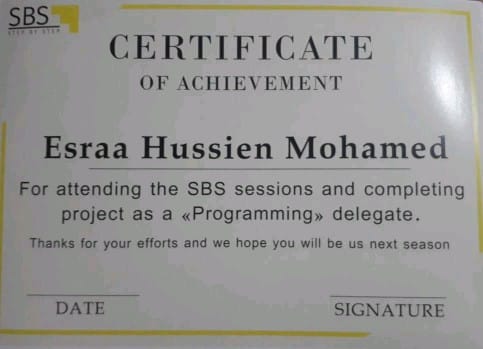 SBS
STEP BY STEP
CERTIFICATE
OF ACHIEVEMENT
Esraa Hussien Mohamed
For attending the SBS sessions and completing
project as a «Programming» delegate.
Thanks for your efforts and we hope you will be us next season
DATE
SIGNATURE